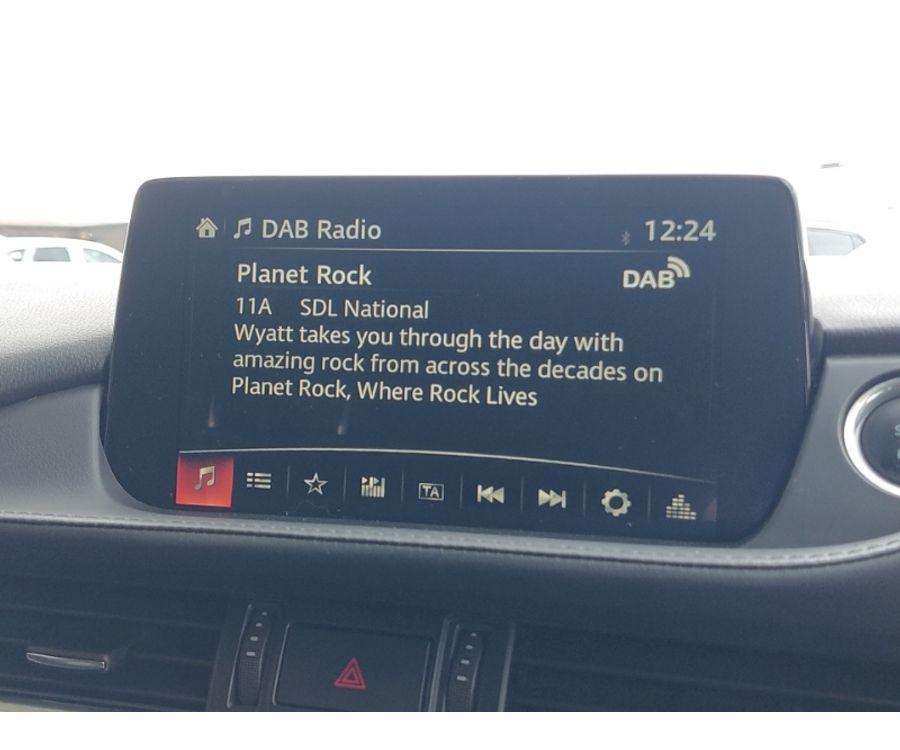 DAB Radio 12:24
Planet Rock DAB
11A SDL National
Wyatt takes you through the day with
amazing rock from across the decades on
Planet Rock, Where Rock Lives
TA